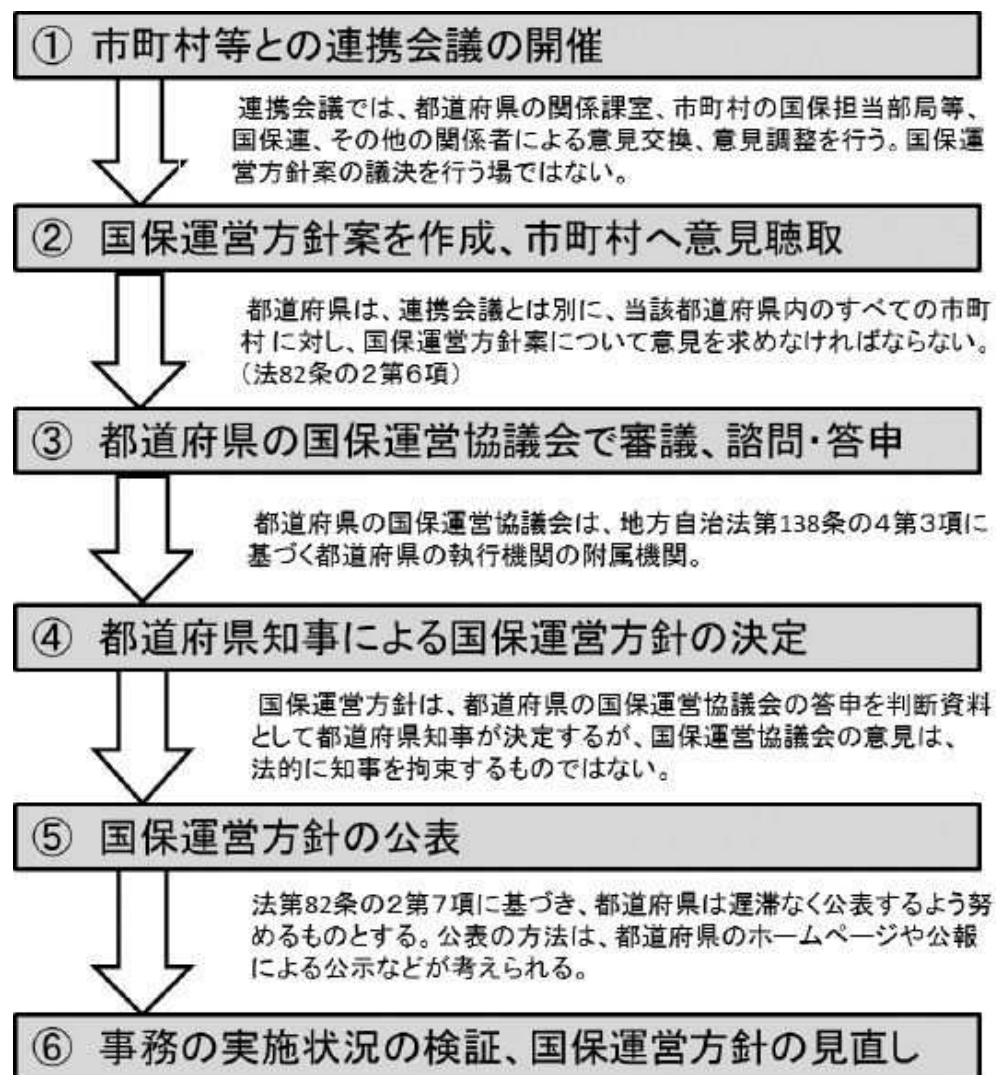 ① 市町村等との連携会議の開催
連携会議では、都道府県の関係課室、市町村の国保担当部局等、
国保連、その他の関係者による意見交換、意見調整を行う。国保運
営方針案の議決を行う場ではない。
② 国保運営方針案を作成、市町村へ意見聴取
都道府県は、連携会議とは別に、当該都道府県内のすべての市町
村に対し、国保運営方針案について意見を求めなければならない。
（法82条の２第６項）
③ 都道府県の国保運営協議会で審議、諮問・答申
都道府県の国保運営協議会は、地方自治法第138条の４第３項に
基づく都道府県の執行機関の附属機関。
④ 都道府県知事による国保運営方針の決定
国保運営方針は、都道府県の国保運営協議会の答申を判断資料
として都道府県知事が決定するが、国保運営協議会の意見は、
法的に知事を拘束するものではない。
⑤ 国保運営方針の公表
法第82条の２第７項に基づき、都道府県は遅滞なく公表するよう努
めるものとする。公表の方法は、都道府県のホームページや公報
による公示などが考えられる。
⑥ 事務の実施状況の検証、国保運営方針の見直し